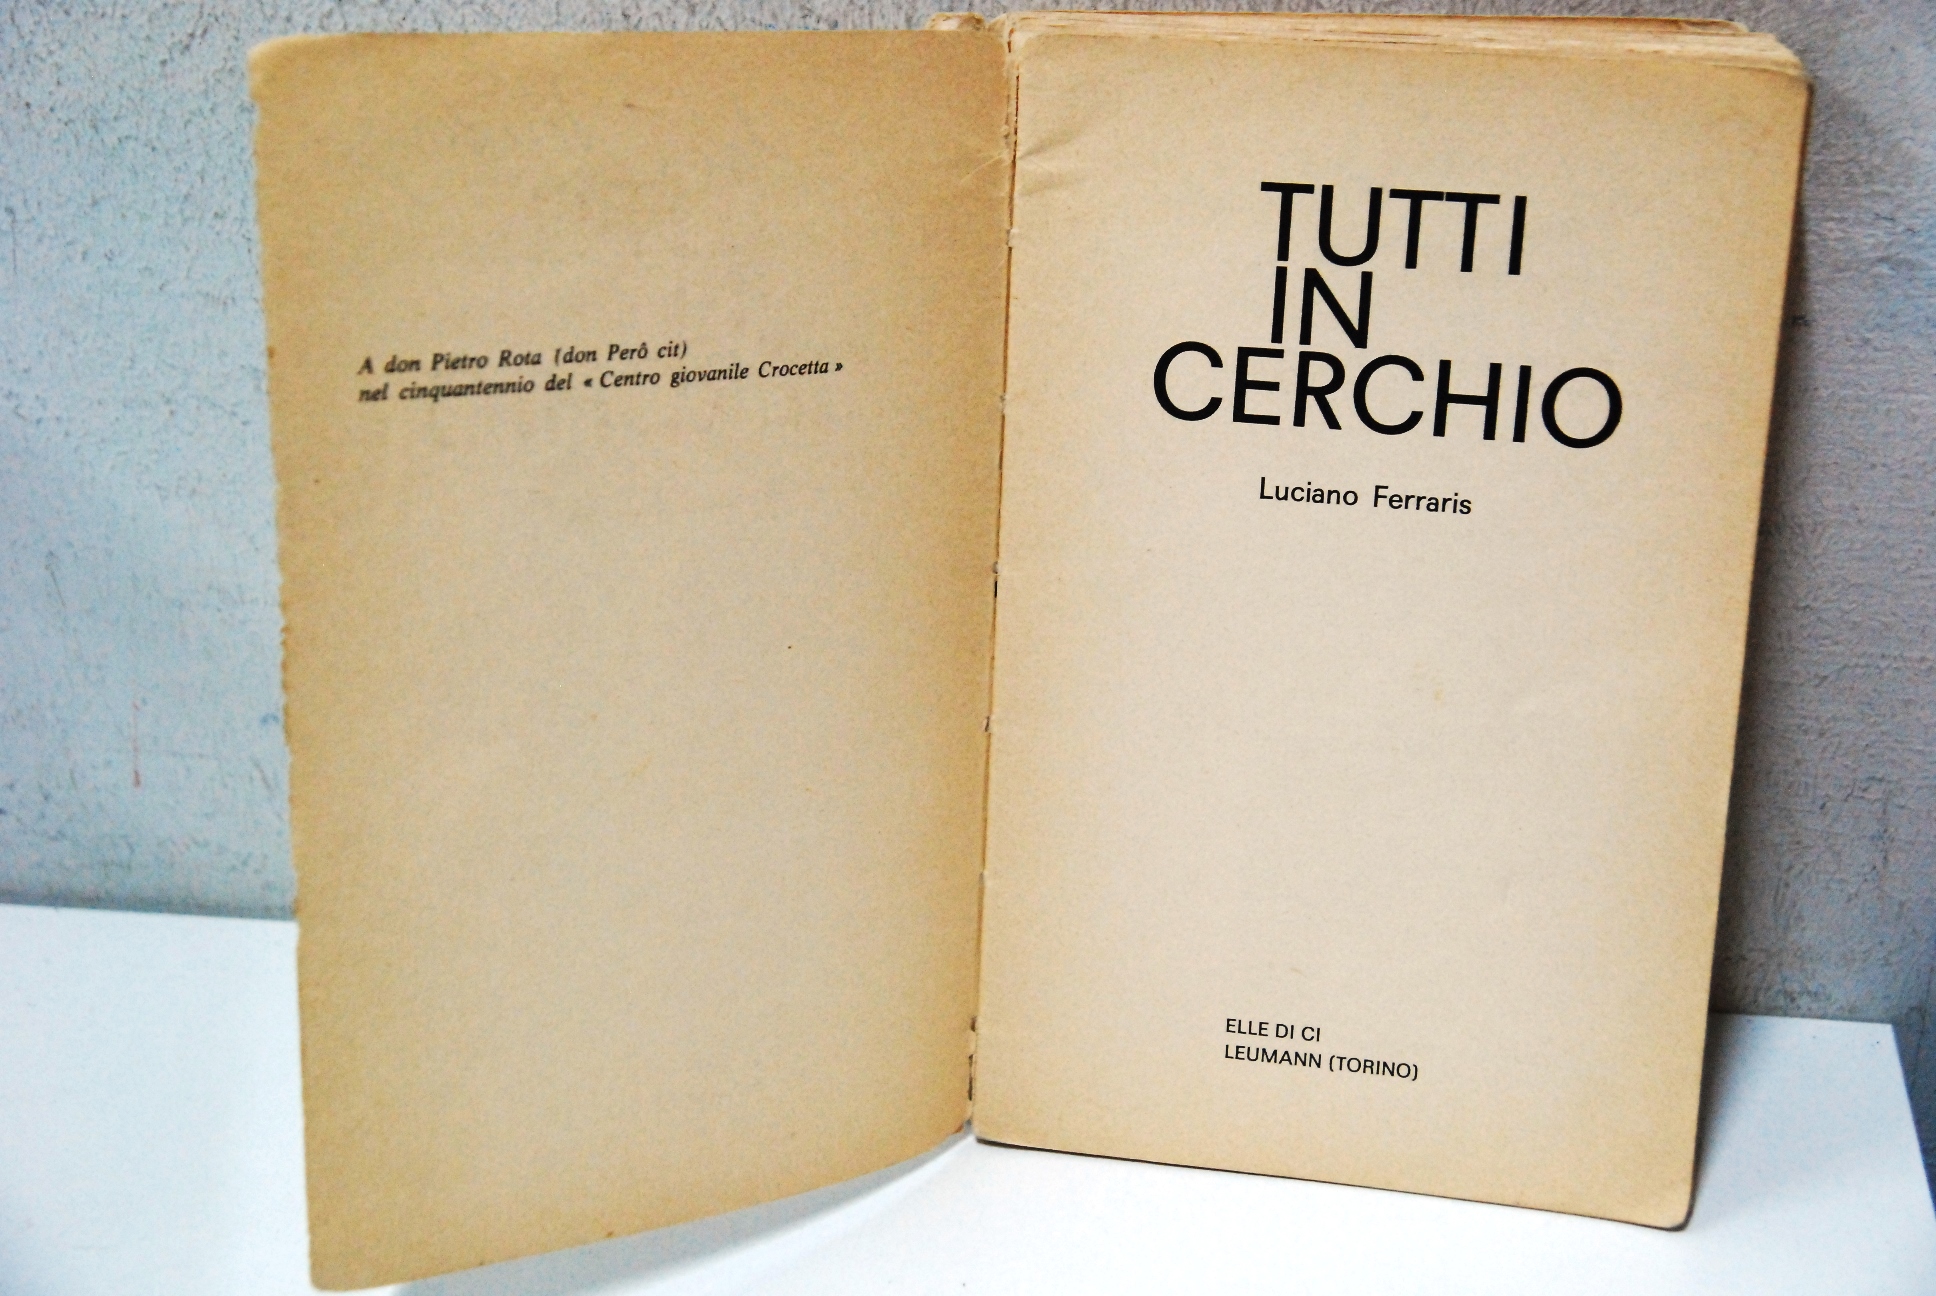 A don Pietro Rota (don Perô cit)
nel cinquantennio del « Centro giovanile Crocetta »
TUTTI
IN
CERCHIO
Luciano Ferraris
ELLE DI CI
LEUMANN (TORINO)